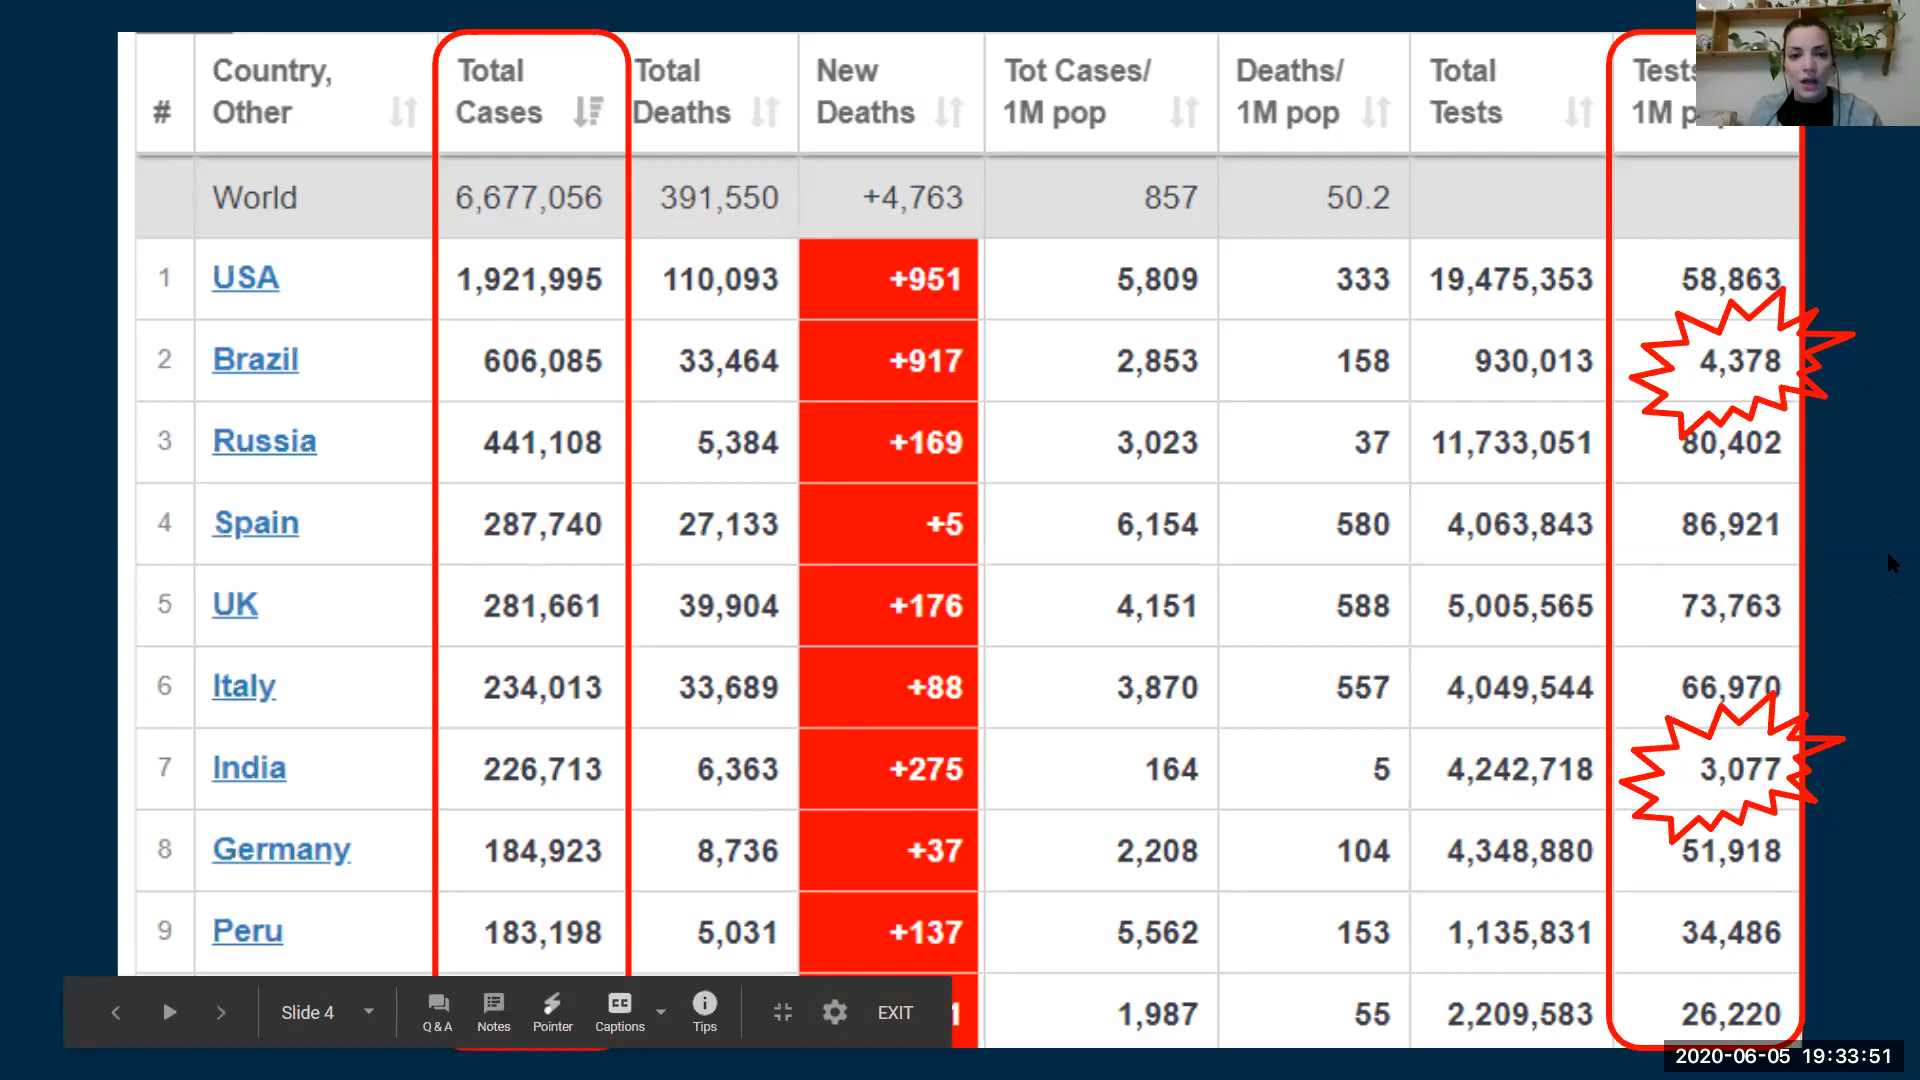 # Country, Other Total Cases Total Deaths New Deaths Tot Cases/ 1M pop Deaths/ 1M pop Total Tests 1M
World 6,677,056 391,550 +4,763 857 50.2
1 USA 1,921,995 110,093 +951 5,809 333 19,475,353 58,863
2 Brazil 606,085 33,464 +917 2,853 158 930,013 4,378
3 Russia 441,108 5,384 +169 3,023 37 11,733,051 80,402
4 Spain 287,740 27,133 +5 6,154 580 4,063,843 86,921
5 UK 281,661 39,904 +176 4,151 588 5,005,565 73,763
6 Italy 234,013 33,689 +88 3,870 557 4,049,544 66,970
7 India 226,713 6,363 +275 164 5 4,242,718 3,077
8 Germany 184,923 8,736 +37 2,208 104 4,348,880 51,918
9 Peru 183,198 5,031 +137 5,562 153 1,135,831 34,486
1,987 55 2,209,583 26,220
Slide 4 Q & A Notes Pointer CC Captions Tips EXIT
2020-06-05 19:33:51